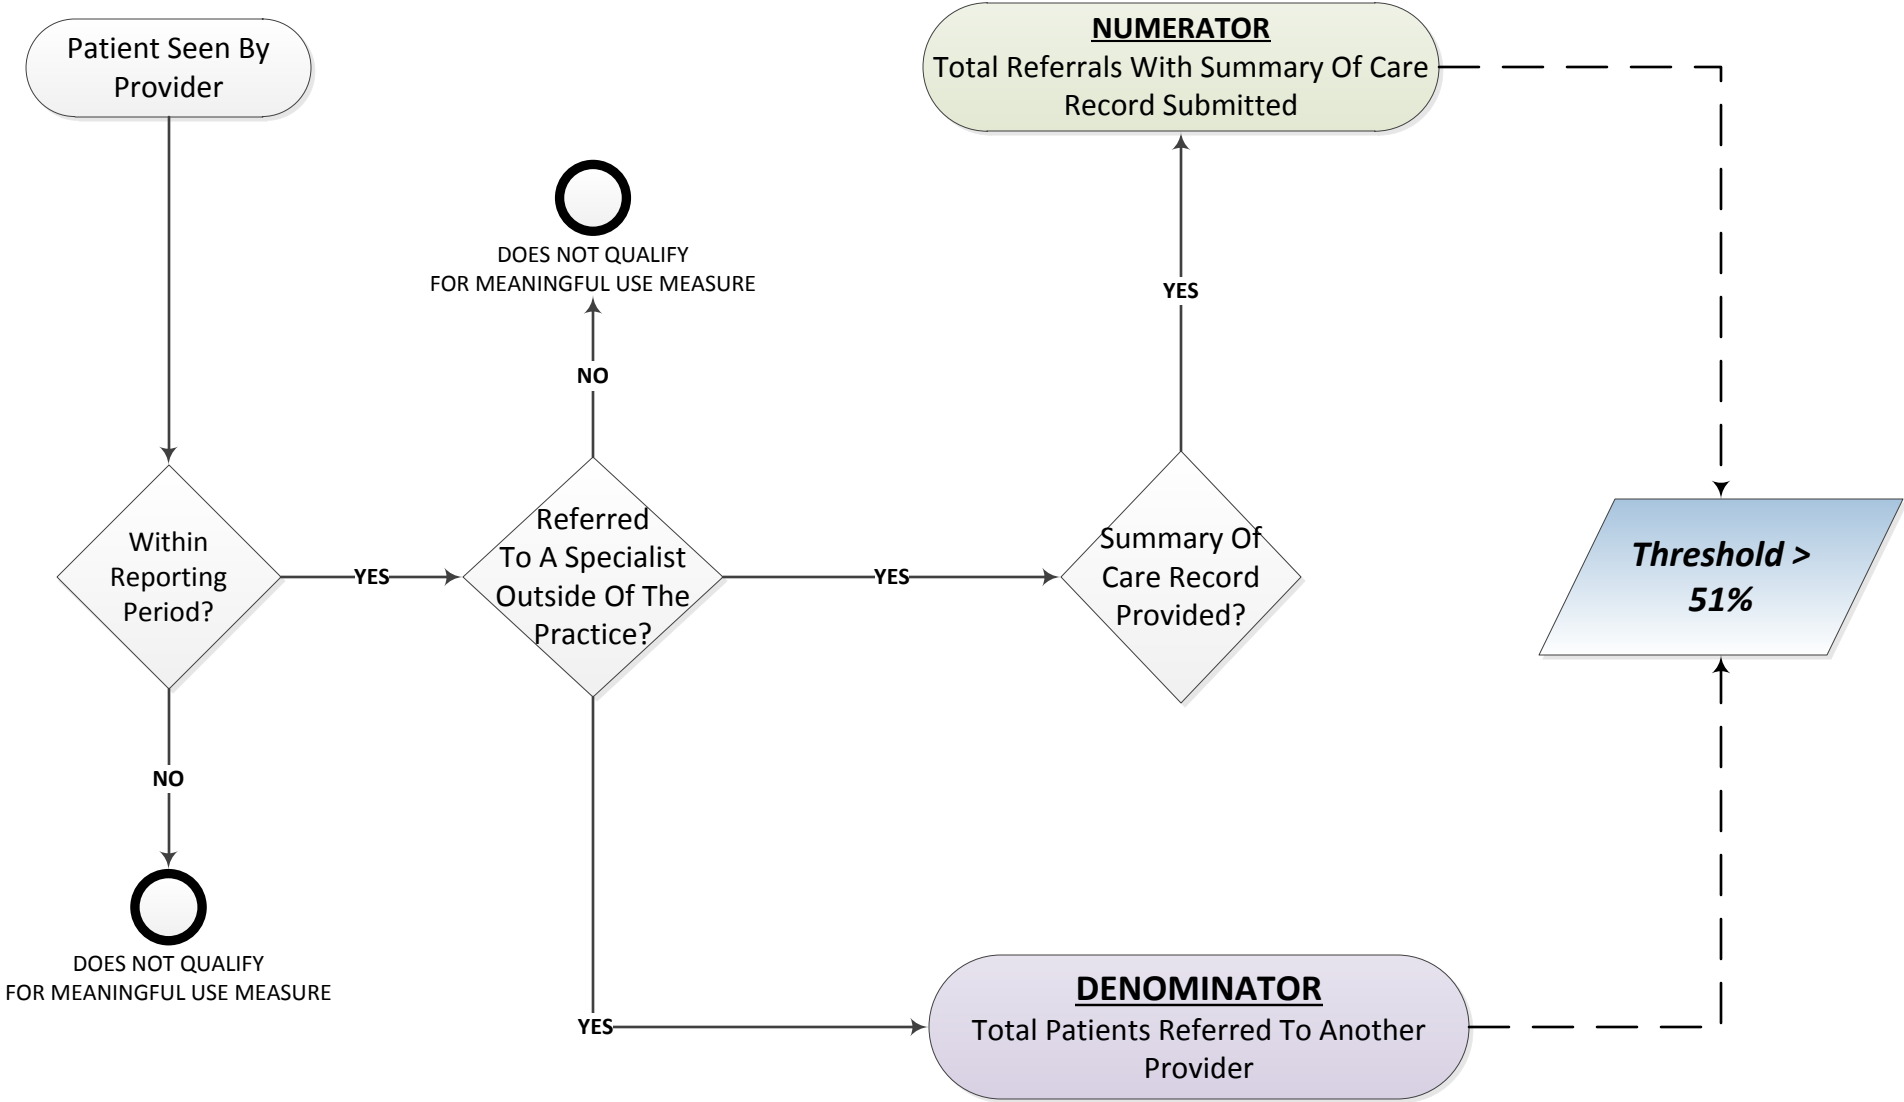 Patient Seen By
Provider
NUMERATOR
Total Referrals With Summary Of Care
Record Submitted
DOES NOT QUALIFY
FOR MEANINGFUL USE MEASURE
YES
NO
Within
Reporting
Period?
YES
Referred
To A Specialist
Outside Of The
Practice?
YES
Summary Of
Care Record
Provided?
Threshold >
51%
NO
DOES NOT QUALIFY
FOR MEANINGFUL USE MEASURE
YES
DENOMINATOR
Total Patients Referred To Another
Provider